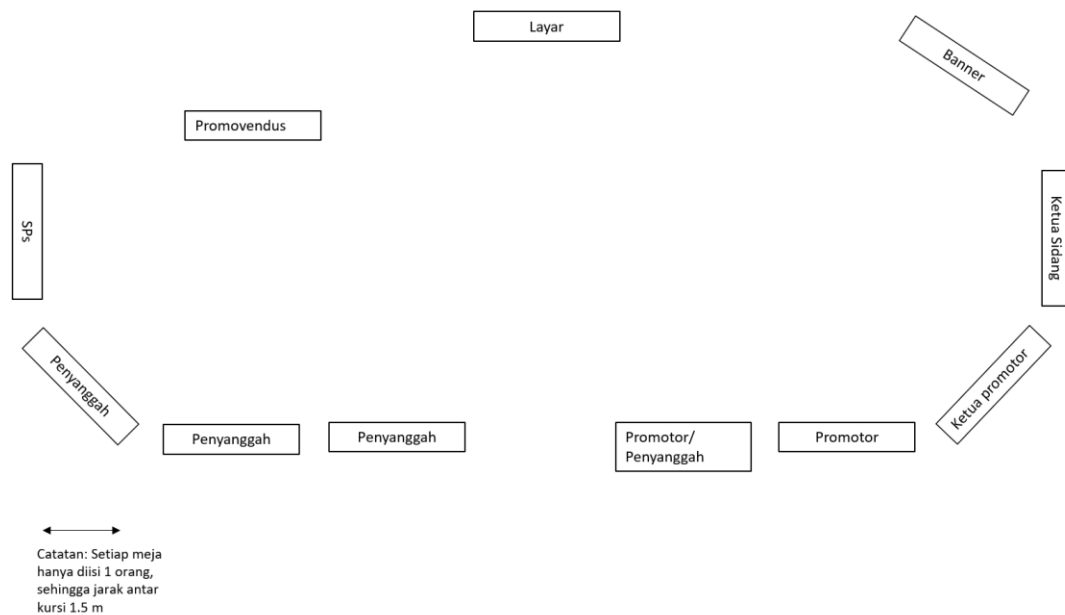 Layar
Banner
Promovendus
SPs
Ketua Sidang
Penyanggah
Ketua promotor
Penyanggah
Penyanggah
Promotor/
Penyanggah
Promotor
Catatan: Setiap meja
hanya diisi 1 orang,
sehingga jarak antar
kursi 1.5 m